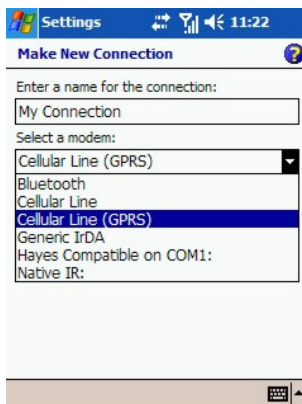 Settings 11:22
Make New Connection ?
Enter a name for the connection:
My Connection
Select a modem:
Cellular Line (GPRS)
Bluetooth
Cellular Line
Cellular Line (GPRS)
Generic IrDA
Hayes Compatible on COM1:
Native IR: